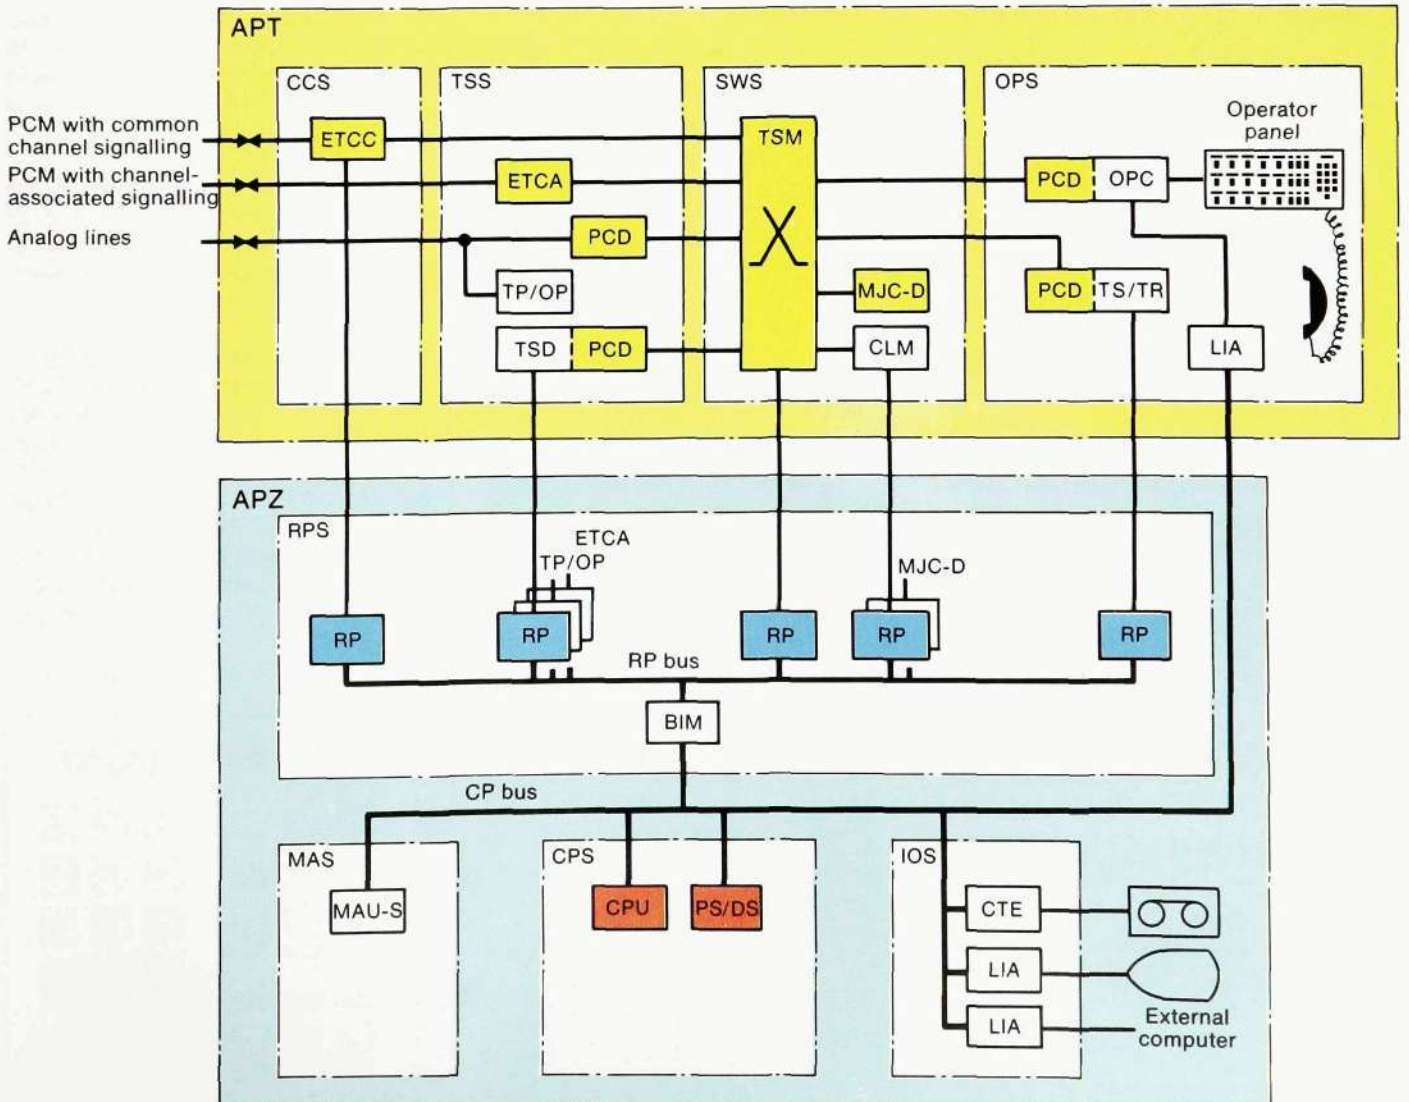 APT
CCS
TSS
SWS
OPS
PCM with common
channel signalling
PCM with channel-
associated signalling
Analog lines
ETCC
ETCA
PCD
TP/OP
TSD
PCD
TSM
MJC-D
CLM
PCD
OPC
PCD
TS/TR
Operator
panel
LIA
APZ
RPS
ETCA
TP/OP
MJC-D
RP
RP
RP
RP
RP
RP bus
BIM
CP bus
MAS
MAU-S
CPS
CPU
PS/DS
IOS
CTE
LIA
LIA
External
computer